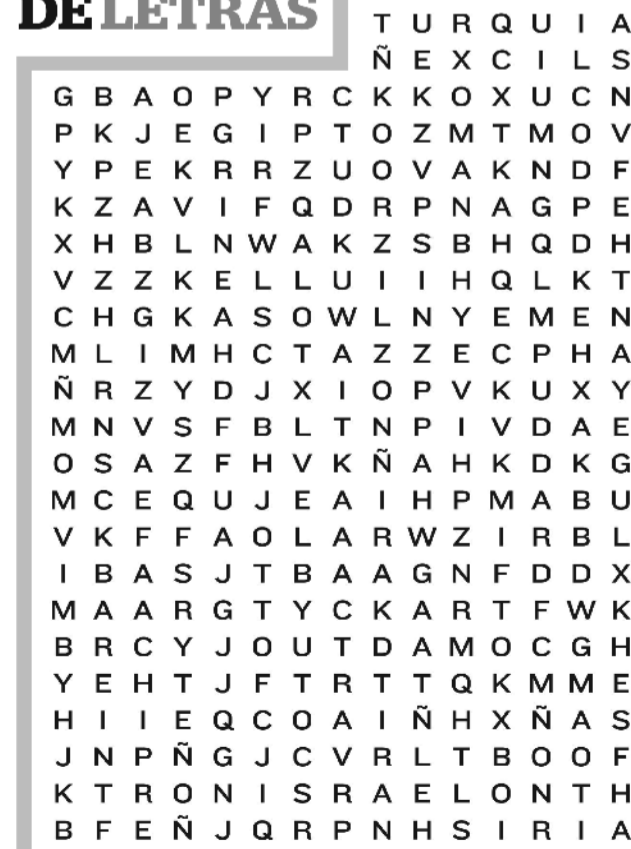 DE LETRAS
T U R Q U I A
Ñ E X C I L S
G B A O P Y R C K K O X U C N
P K J E G I P T O Z M T M O V
Y P E K R R Z U O V A K N D F
K Z A V I F Q D R P N A G P E
X H B L N W A K Z S B H Q D H
V Z Z K E L L U I I H Q L K T
C H G K A S O W L N Y E M E N
M L I M H C T A Z Z E C P H A
Ñ R Z Y D J X I O P V K U X Y
M N V S F B L T N P I V D A E
O S A Z F H V K Ñ A H K D K G
M C E Q U J E A I H P M A B U
V K F F A O L A R W Z I R B L
I B A S J T B A A G N F D D X
M A A R G T Y C K A R T F W K
B R C Y J O U T D A M O C G H
Y E H T J F T R T T Q K M M E
H I I E Q C O A I Ñ H X Ñ A S
J N P Ñ G J C V R L T B O O F
K T R O N I S R A E L O N T H
B F E Ñ J Q R P N H S I R I A